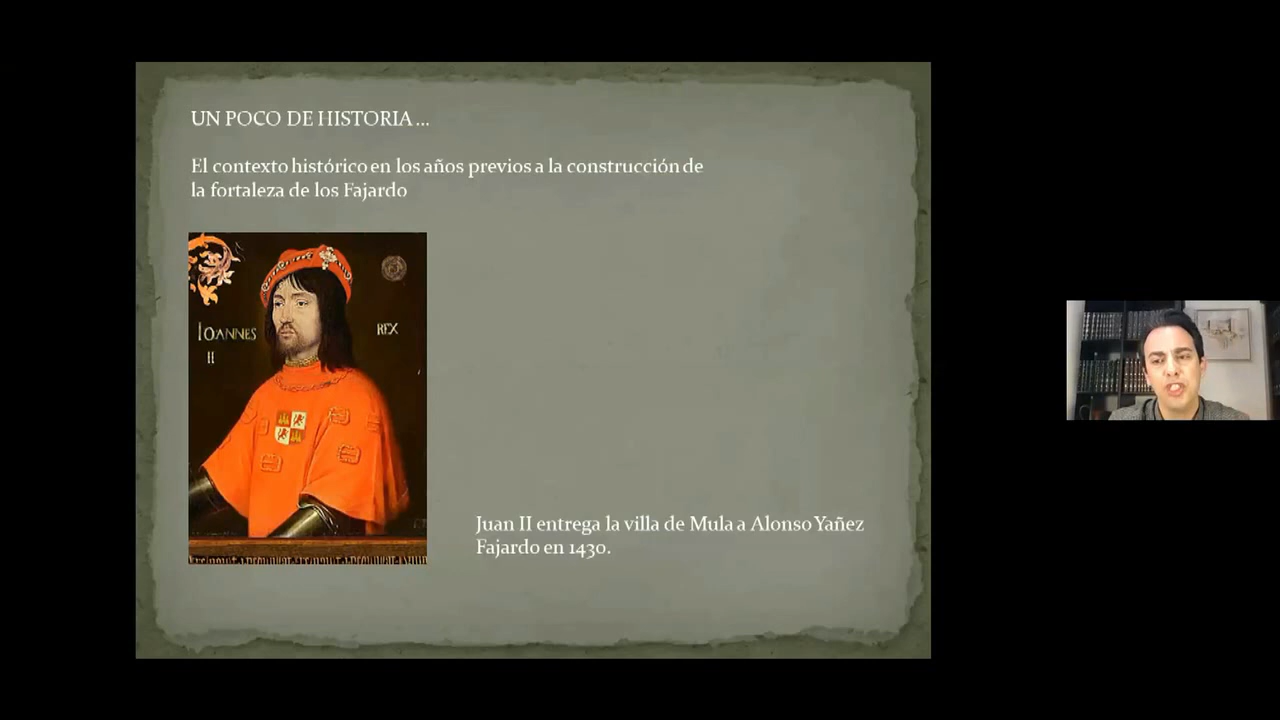 UN POCO DE HISTORIA ...
El contexto histórico en los años previos a la construcción de
la fortaleza de los Fajardo
IOANNES
II
REX
Juan II entrega la villa de Mula a Alonso Yañez
Fajardo en 1430.